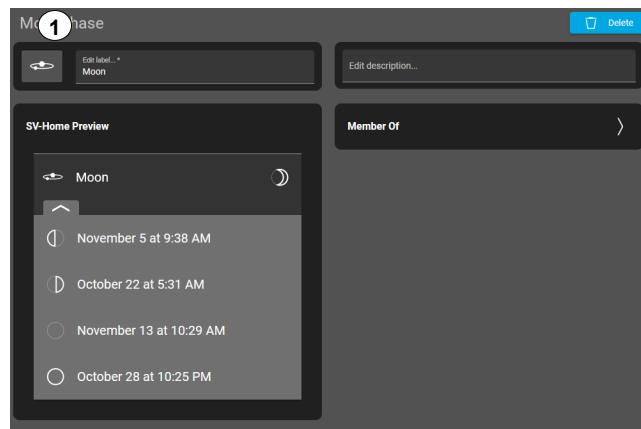 Mo 1 hase
Delete
Edit label... *
Moon
Edit description...
SV-Home Preview
Member Of
Moon
November 5 at 9:38 AM
October 22 at 5:31 AM
November 13 at 10:29 AM
October 28 at 10:25 PM